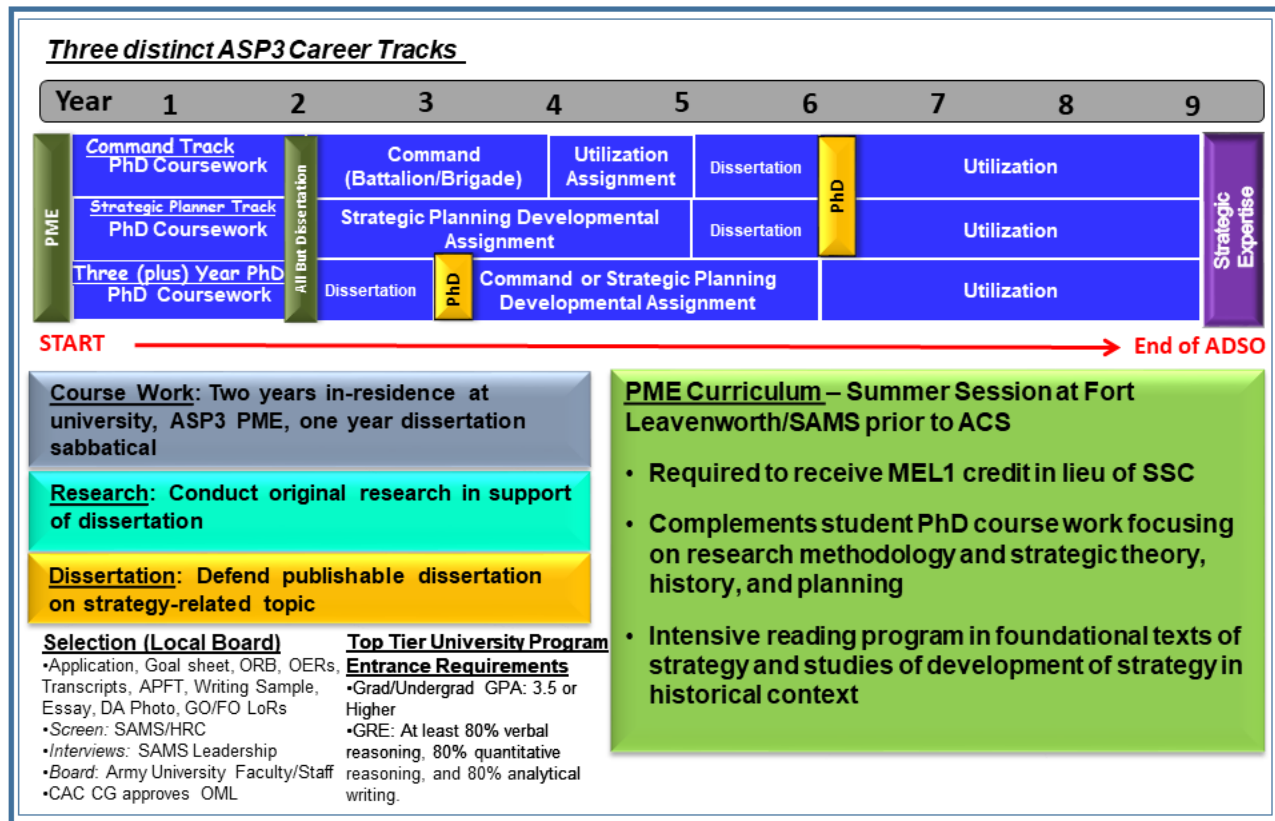 Three distinct ASP3 Career Tracks
Year 1 2 3 4 5 6 7 8 9
PME
Command Track
PhD Coursework
Strategic Planner Track
PhD Coursework
Three (plus) Year PhD
PhD Coursework
All But Dissertation
Command
(Battalion/Brigade)
Utilization
Assignment
Dissertation
PhD
Utilization
Strategic Planning Developmental
Assignment
Dissertation
Utilization
Dissertation
PhD
Command or Strategic Planning
Developmental Assignment
Utilization
Strategic
Expertise
START
End of ADSO
Course Work: Two years in-residence at
university, ASP3 PME, one year dissertation
sabbatical
Research: Conduct original research in support
of dissertation
Dissertation: Defend publishable dissertation
on strategy-related topic
Selection (Local Board)
•Application, Goal sheet, ORB, OERs,
Transcripts, APFT, Writing Sample,
Essay, DA Photo, GO/FO LoRs
•Screen: SAMS/HRC
•Interviews: SAMS Leadership
•Board: Army University Faculty/Staff
•CAC CG approves OML
Top Tier University Program
Entrance Requirements
•Grad/Undergrad GPA: 3.5 or
Higher
•GRE: At least 80% verbal
reasoning, 80% quantitative
reasoning, and 80% analytical
writing.
PME Curriculum – Summer Session at Fort
Leavenworth/SAMS prior to ACS
• Required to receive MEL1 credit in lieu of SSC
• Complements student PhD course work focusing
on research methodology and strategic theory,
history, and planning
• Intensive reading program in foundational texts of
strategy and studies of development of strategy in
historical context